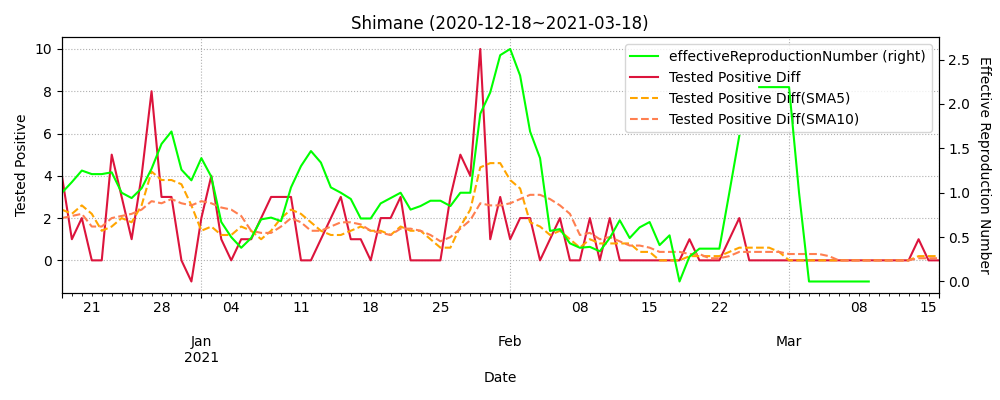 Shimane (2020-12-18~2021-03-18)
effectiveReproductionNumber (right)
Tested Positive Diff
Tested Positive Diff(SMA5)
Tested Positive Diff(SMA10)
10
8
6
4
2
0
Tested Positive
2.5
2.0
1.5
1.0
0.5
0.0
Effective Reproduction Number
21 28 04 11 18 25 08 15 22 08 15
Jan Feb Mar
2021
Date